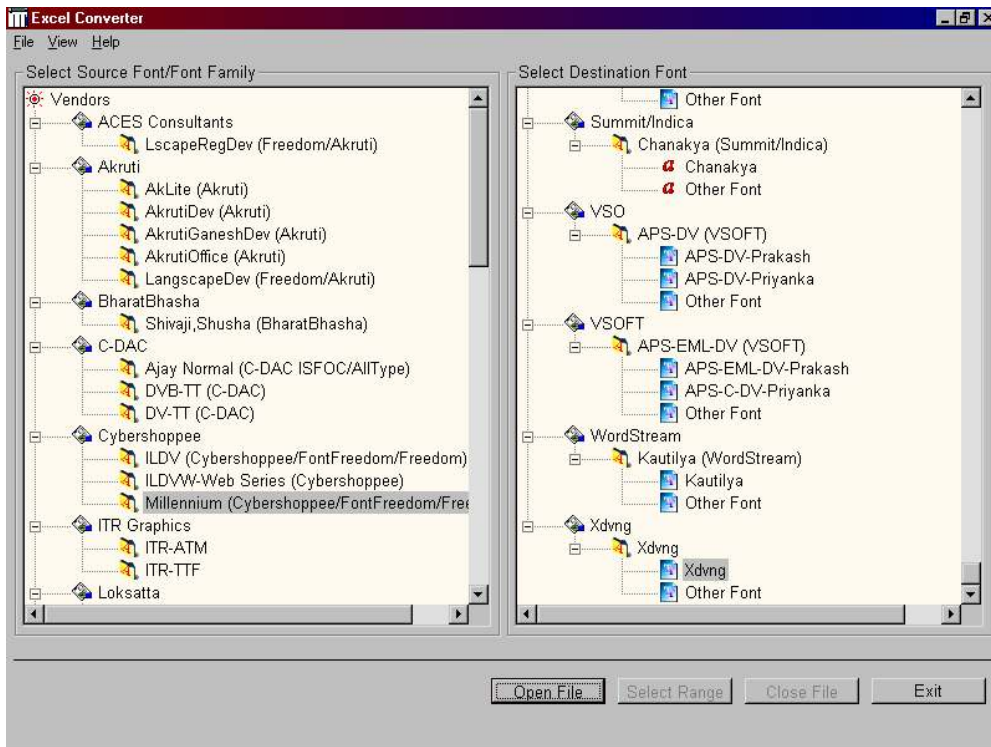 Excel Converter
File View Help
Select Source Font/Font Family
Vendors
ACES Consultants
LscapeRegDev (Freedom/Akruti)
Akruti
AkLite (Akruti)
AkrutiDev (Akruti)
AkrutiGaneshDev (Akruti)
AkrutiOffice (Akruti)
LangscapeDev (Freedom/Akruti)
BharatBhasha
Shivaji,Shusha (BharatBhasha)
C-DAC
Ajay Normal (C-DAC ISFOC/AllType)
DVB-TT (C-DAC)
DV-TT (C-DAC)
Cybershoppee
ILDV (Cybershoppee/FontFreedom/Freedom)
ILDVW-Web Series (Cybershoppee)
Millennium (Cybershoppee/FontFreedom/Free
ITR Graphics
ITR-ATM
ITR-TTF
Loksatta
Select Destination Font
Other Font
Summit/Indica
Chanakya (Summit/Indica)
Chanakya
Other Font
VSO
APS-DV (VSOFT)
APS-DV-Prakash
APS-DV-Priyanka
Other Font
VSOFT
APS-EML-DV (VSOFT)
APS-EML-DV-Prakash
APS-C-DV-Priyanka
Other Font
WordStream
Kautilya (WordStream)
Kautilya
Other Font
Xdvng
Xdvng
Xdvng
Other Font
Open File Select Range Close File Exit